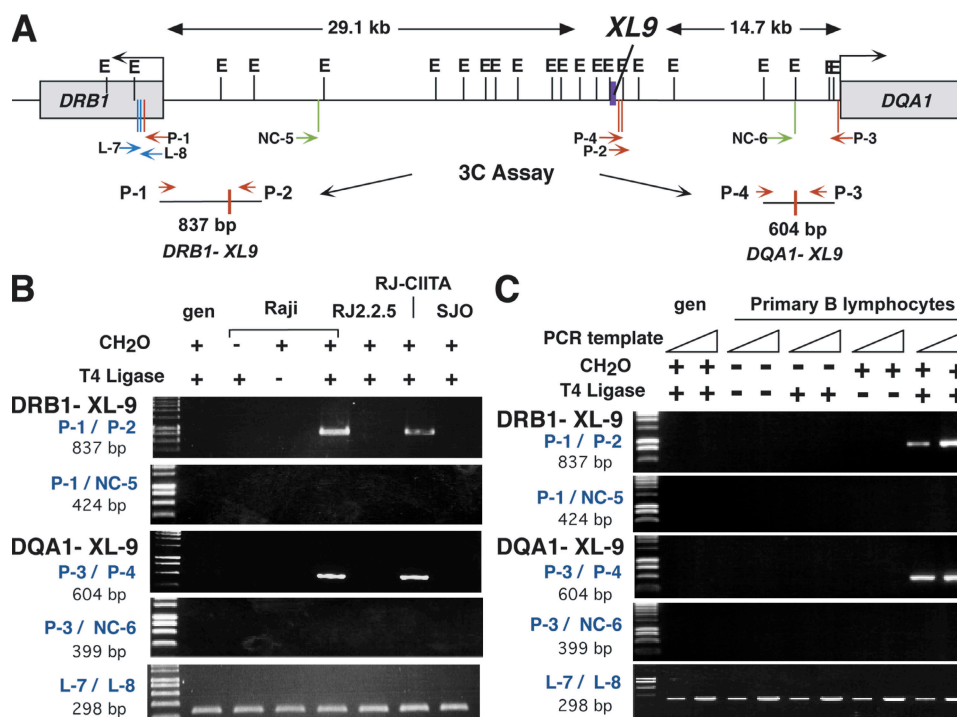 A
29.1 kb
XL9
14.7 kb
E E E E E E E E E E E E E E E E E E E E
DRB1
DQA1
P-1
L-7
L-8
NC-5
P-4
P-2
NC-6
P-3
3C Assay
P-1
P-2
837 bp
DRB1- XL9
P-4
P-3
604 bp
DQA1- XL9
B
gen
Raji
RJ2.2.5
RJ-CIITA
SJO
CH2O + - + + + + +
T4 Ligase + + - + + + +
DRB1- XL-9
P-1 / P-2
837 bp
P-1 / NC-5
424 bp
DQA1- XL-9
P-3 / P-4
604 bp
P-3 / NC-6
399 bp
L-7 / L-8
298 bp
C
gen
Primary B lymphocytes
PCR template
CH2O + + - - - - + + + +
T4 Ligase + + - - + + - - + +
DRB1- XL-9
P-1 / P-2
837 bp
P-1 / NC-5
424 bp
DQA1- XL-9
P-3 / P-4
604 bp
P-3 / NC-6
399 bp
L-7 / L-8
298 bp